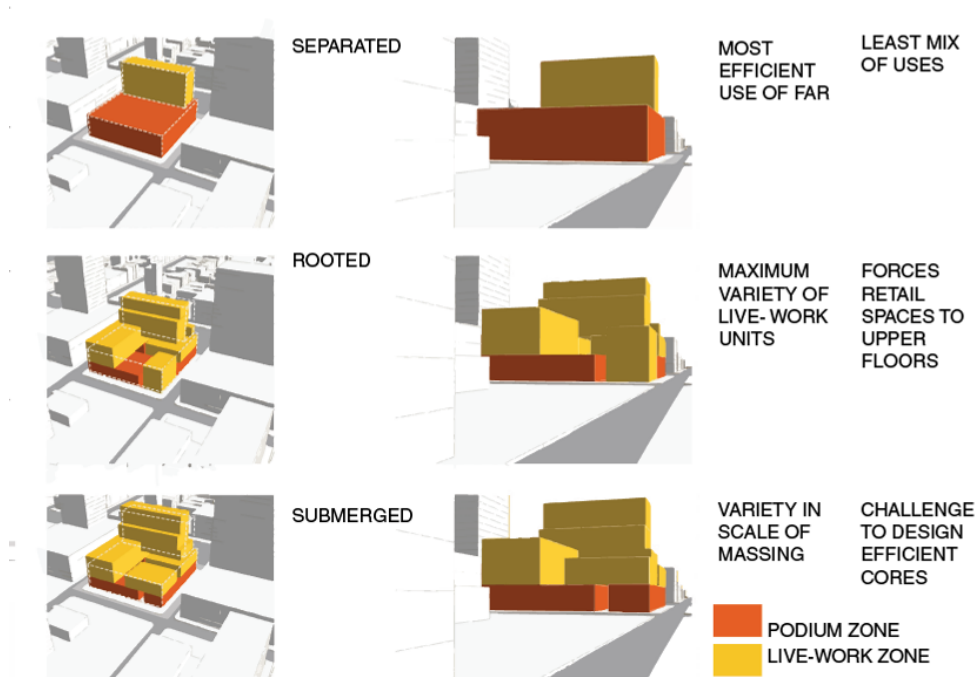 SEPARATED
MOST
EFFICIENT
USE OF FAR
LEAST MIX
OF USES
ROOTED
MAXIMUM
VARIETY OF
LIVE- WORK
UNITS
FORCES
RETAIL
SPACES TO
UPPER
FLOORS
SUBMERGED
VARIETY IN
SCALE OF
MASSING
CHALLENGE
TO DESIGN
EFFICIENT
CORES
PODIUM ZONE
LIVE-WORK ZONE